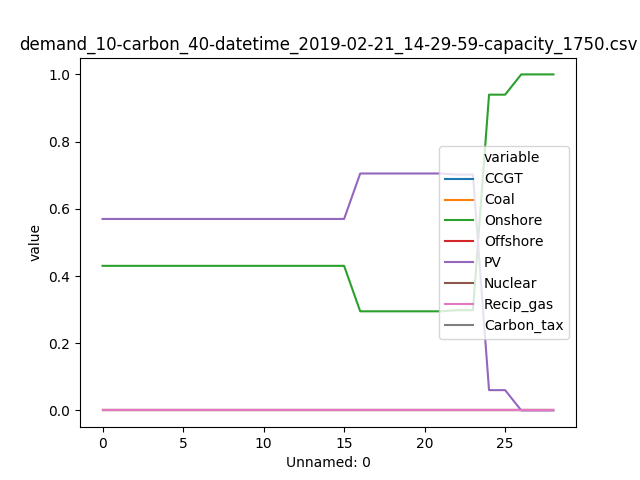 demand_10-carbon_40-datetime_2019-02-21_14-29-59-capacity_1750.csv
1.0
0.8
0.6
0.4
0.2
0.0
value
variable
CCGT
Coal
Onshore
Offshore
PV
Nuclear
Recip_gas
Carbon_tax
0 5 10 15 20 25
Unnamed: 0